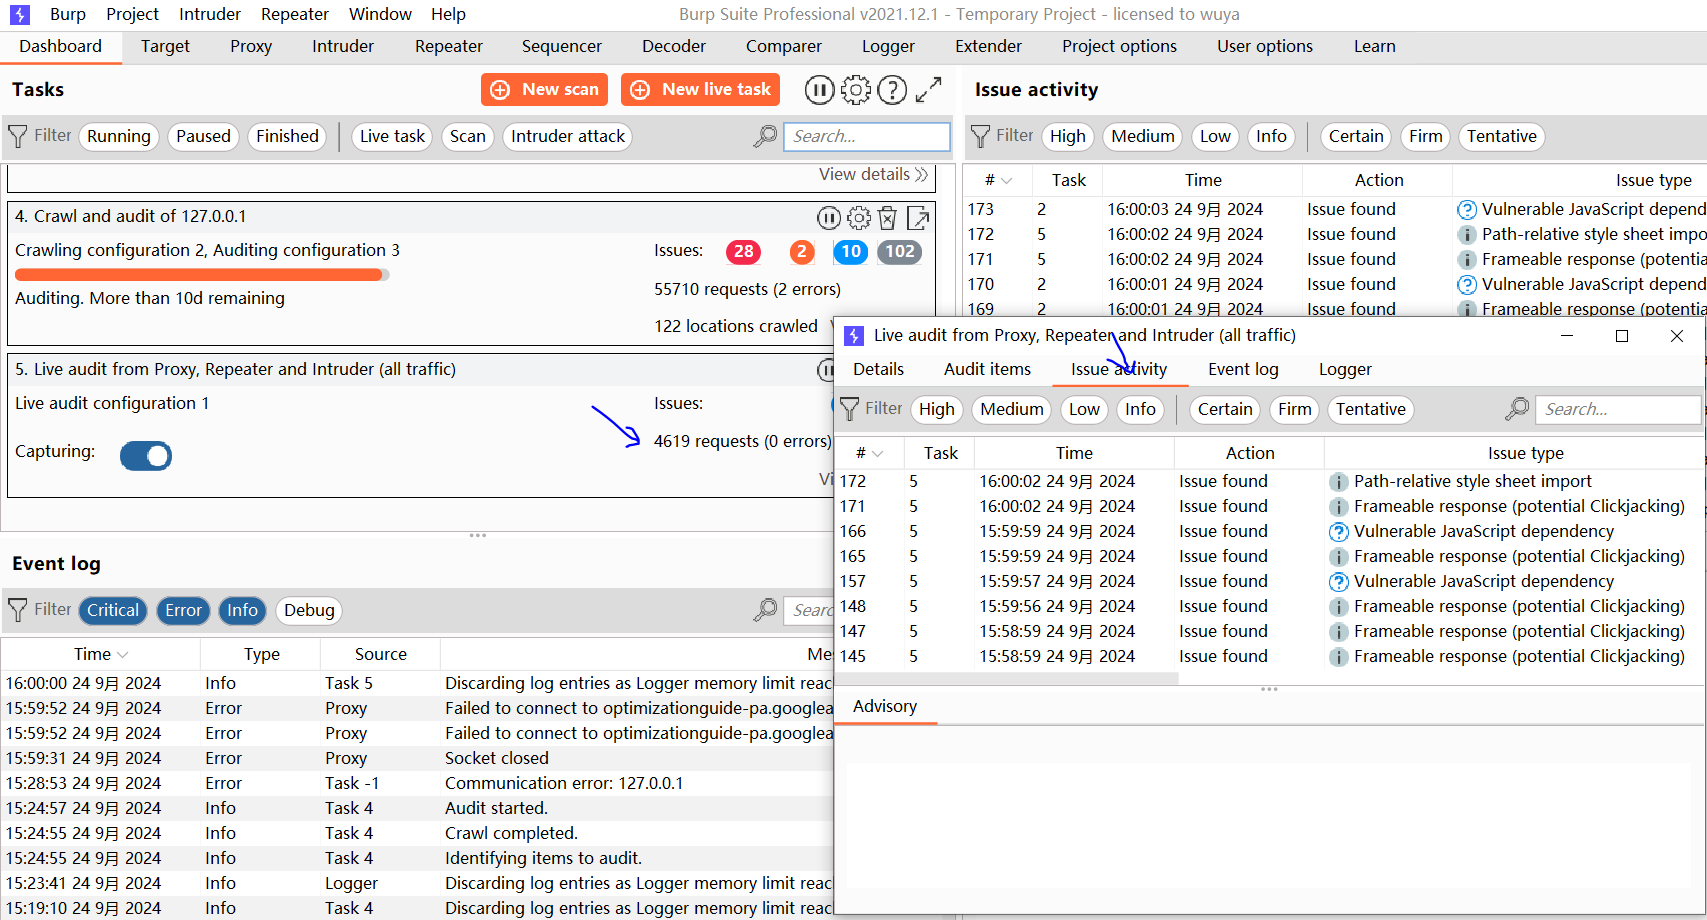 Burp Project Intruder Repeater Window Help
Burp Suite Professional v2021.12.1 - Temporary Project - licensed to wuya
Dashboard Target Proxy Intruder Repeater Sequencer Decoder Comparer Logger Extender Project options User options Learn
Tasks
New scan
New live task
Filter Running Paused Finished Live task Scan Intruder attack
Search...
View details
4. Crawl and audit of 127.0.0.1
Crawling configuration 2, Auditing configuration 3
Issues: 28 2 10 102
Auditing. More than 10d remaining
55710 requests (2 errors)
122 locations crawled
5. Live audit from Proxy, Repeater and Intruder (all traffic)
Live audit configuration 1
Issues:
Capturing:
4619 requests (0 errors)
Issue activity
Filter High Medium Low Info Certain Firm Tentative
# Task Time Action Issue type
173 2 16:00:03 24 9月 2024 Issue found Vulnerable JavaScript depend
172 5 16:00:02 24 9月 2024 Issue found Path-relative style sheet impo
171 5 16:00:02 24 9月 2024 Issue found Frameable response (potential
170 2 16:00:01 24 9月 2024 Issue found Vulnerable JavaScript depend
169 2 16:00:01 24 9月 2024 Issue found Frameable response (potential
Live audit from Proxy, Repeater and Intruder (all traffic)
Details Audit items Issue activity Event log Logger
Filter High Medium Low Info Certain Firm Tentative
Search...
# Task Time Action Issue type
172 5 16:00:02 24 9月 2024 Issue found Path-relative style sheet import
171 5 16:00:02 24 9月 2024 Issue found Frameable response (potential Clickjacking)
166 5 15:59:59 24 9月 2024 Issue found Vulnerable JavaScript dependency
165 5 15:59:59 24 9月 2024 Issue found Frameable response (potential Clickjacking)
157 5 15:59:57 24 9月 2024 Issue found Vulnerable JavaScript dependency
148 5 15:59:56 24 9月 2024 Issue found Frameable response (potential Clickjacking)
147 5 15:58:59 24 9月 2024 Issue found Frameable response (potential Clickjacking)
145 5 15:58:59 24 9月 2024 Issue found Frameable response (potential Clickjacking)
Advisory
Event log
Filter Critical Error Info Debug
Searc
Time Type Source Mes
16:00:00 24 9月 2024 Info Task 5 Discarding log entries as Logger memory limit reac
15:59:52 24 9月 2024 Error Proxy Failed to connect to optimizationguide-pa.googlea
15:59:52 24 9月 2024 Error Proxy Failed to connect to optimizationguide-pa.googlea
15:59:31 24 9月 2024 Error Proxy Socket closed
15:28:53 24 9月 2024 Error Task -1 Communication error: 127.0.0.1
15:24:57 24 9月 2024 Info Task 4 Audit started.
15:24:55 24 9月 2024 Info Task 4 Crawl completed.
15:24:55 24 9月 2024 Info Task 4 Identifying items to audit.
15:23:41 24 9月 2024 Info Logger Discarding log entries as Logger memory limit reac
15:19:10 24 9月 2024 Info Task 4 Discarding log entries as Logger memory limit reac